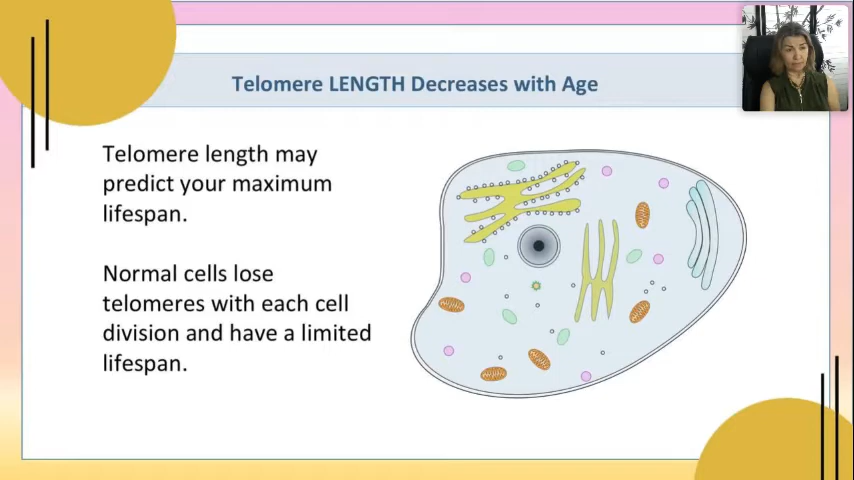 Telomere LENGTH Decreases with Age
Telomere length may
predict your maximum
lifespan.
Normal cells lose
telomeres with each cell
division and have a limited
lifespan.